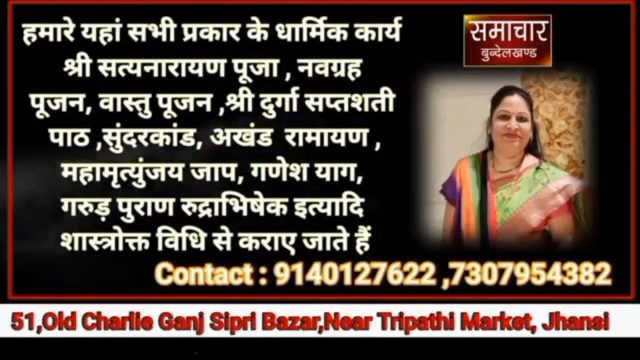 हमारे यहां सभी प्रकार के धार्मिक कार्य
श्री सत्यनारायण पूजा , नवग्रह
पूजन, वास्तु पूजन ,श्री दुर्गा सप्तशती
पाठ ,सुंदरकांड, अखंड रामायण ,
महामृत्युंजय जाप, गणेश याग,
गरुड़ पुराण रुद्राभिषेक इत्यादि
शास्त्रोक्त विधि से कराए जाते हैं
समाचार
बुन्देलखण्ड
Contact : 9140127622 ,7307954382
51,Old Charlie Ganj Sipri Bazar,Near Tripathi Market, Jhansi